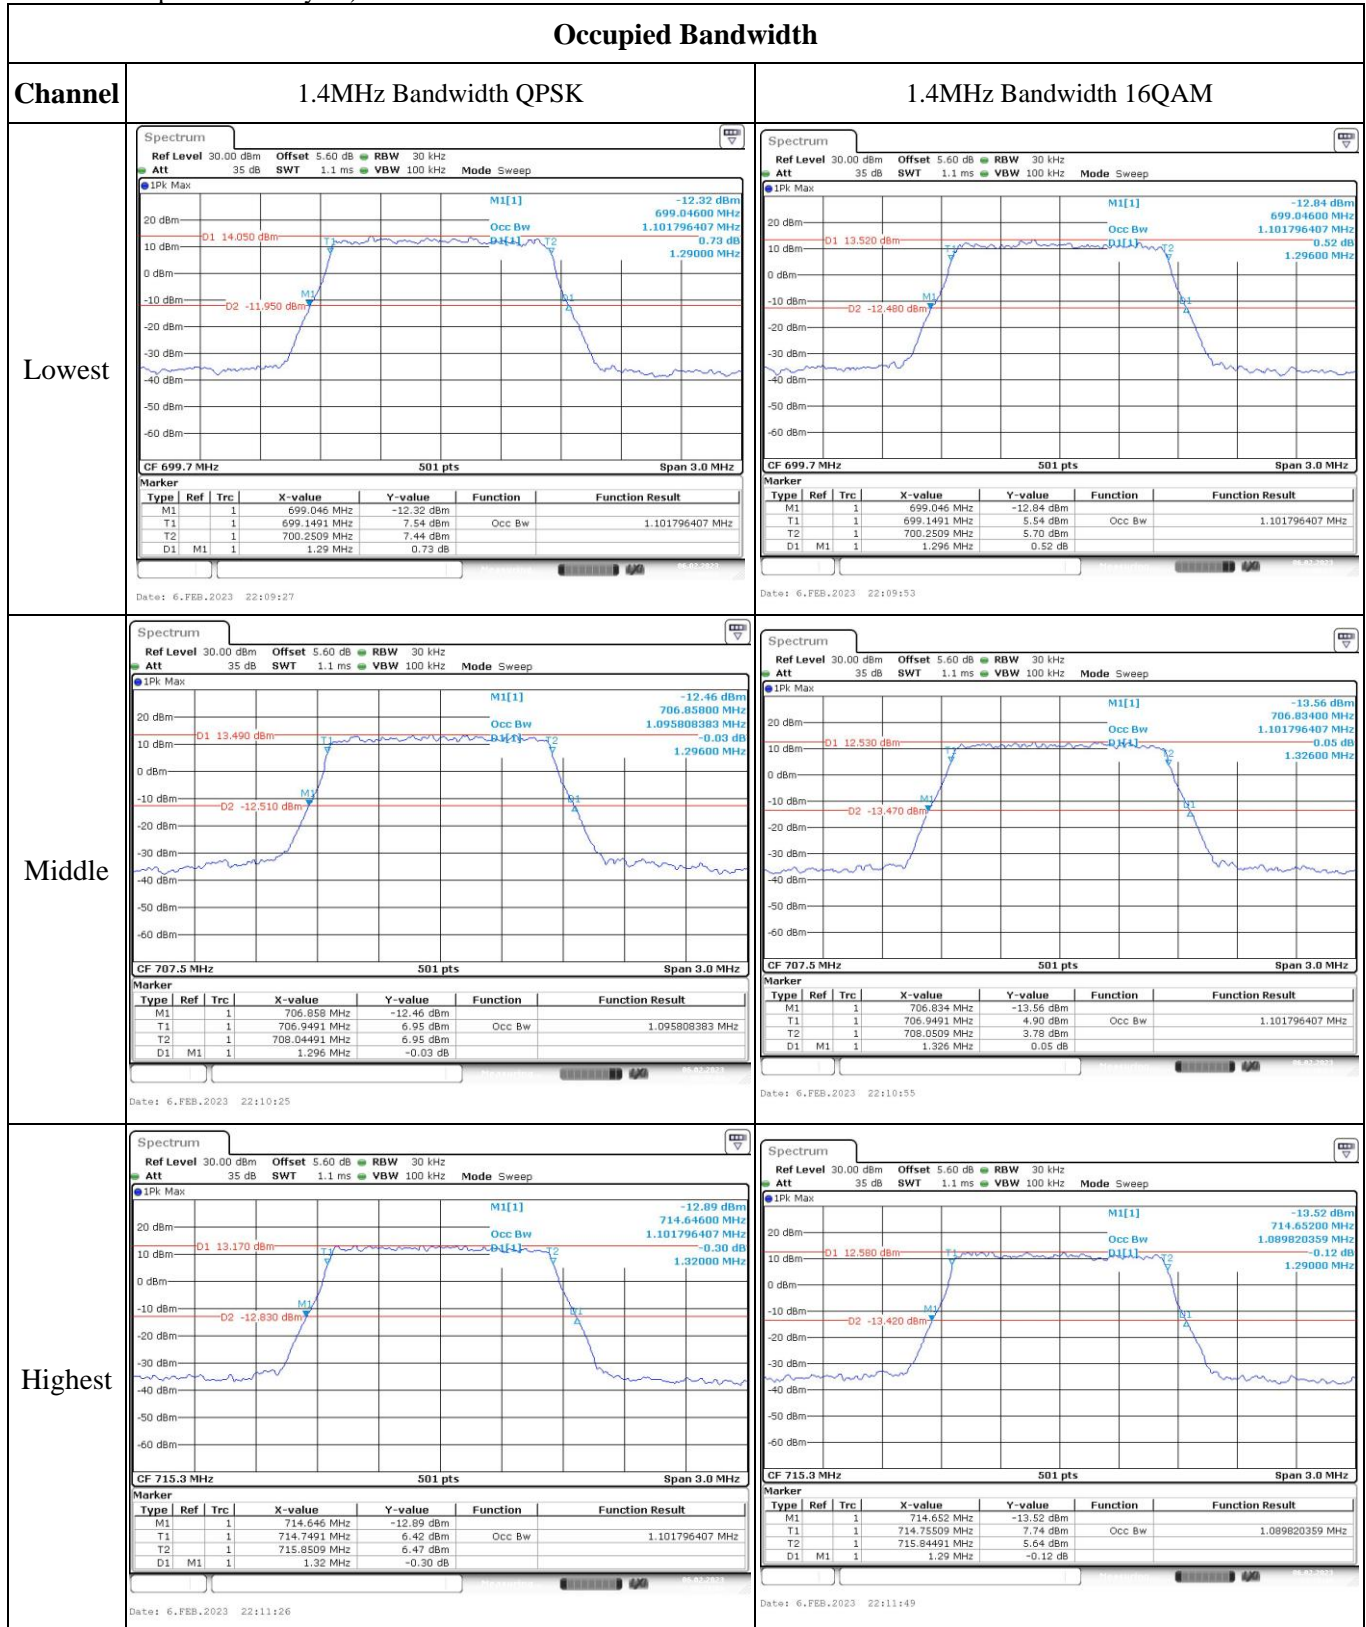 Occupied Bandwidth
Channel 1.4MHz Bandwidth QPSK 1.4MHz Bandwidth 16QAM
Lowest
Spectrum
Ref Level 30.00 dBm Offset 5.60 dB RBW 30 kHz
Att 35 dB SWT 1.1 ms VBW 100 kHz Mode Sweep
1Pk Max
M1[1] -12.32 dBm
699.04600 MHz
Occ Bw 1.101796407 MHz
D1[1] 0.73 dB
1.29000 MHz
20 dBm
D1 14.050 dBm
T1
T2
10 dBm
0 dBm
M1
D1
-10 dBm
D2 -11.950 dBm
-20 dBm
-30 dBm
-40 dBm
-50 dBm
-60 dBm
CF 699.7 MHz 501 pts Span 3.0 MHz
Marker
Type Ref Trc X-value Y-value Function Function Result
M1 1 699.046 MHz -12.32 dBm
T1 1 699.1491 MHz 7.54 dBm Occ Bw 1.101796407 MHz
T2 1 700.2509 MHz 7.44 dBm
D1 M1 1 1.29 MHz 0.73 dB
Date: 6.FEB.2023 22:09:27
Spectrum
Ref Level 30.00 dBm Offset 5.60 dB RBW 30 kHz
Att 35 dB SWT 1.1 ms VBW 100 kHz Mode Sweep
1Pk Max
M1[1] -12.84 dBm
699.04600 MHz
Occ Bw 1.101796407 MHz
D1[1] 0.52 dB
1.29600 MHz
20 dBm
D1 13.520 dBm
T1
T2
10 dBm
0 dBm
M1
D1
-10 dBm
D2 -12.480 dBm
-20 dBm
-30 dBm
-40 dBm
-50 dBm
-60 dBm
CF 699.7 MHz 501 pts Span 3.0 MHz
Marker
Type Ref Trc X-value Y-value Function Function Result
M1 1 699.046 MHz -12.84 dBm
T1 1 699.1491 MHz 5.54 dBm Occ Bw 1.101796407 MHz
T2 1 700.2509 MHz 5.70 dBm
D1 M1 1 1.296 MHz 0.52 dB
Date: 6.FEB.2023 22:09:53
Middle
Spectrum
Ref Level 30.00 dBm Offset 5.60 dB RBW 30 kHz
Att 35 dB SWT 1.1 ms VBW 100 kHz Mode Sweep
1Pk Max
M1[1] -12.46 dBm
706.85800 MHz
Occ Bw 1.095808383 MHz
D1[1] -0.03 dB
1.29600 MHz
20 dBm
D1 13.490 dBm
T1
T2
10 dBm
0 dBm
M1
D1
-10 dBm
D2 -12.510 dBm
-20 dBm
-30 dBm
-40 dBm
-50 dBm
-60 dBm
CF 707.5 MHz 501 pts Span 3.0 MHz
Marker
Type Ref Trc X-value Y-value Function Function Result
M1 1 706.858 MHz -12.46 dBm
T1 1 706.9491 MHz 6.95 dBm Occ Bw 1.095808383 MHz
T2 1 708.04491 MHz 6.95 dBm
D1 M1 1 1.296 MHz -0.03 dB
Date: 6.FEB.2023 22:10:25
Spectrum
Ref Level 30.00 dBm Offset 5.60 dB RBW 30 kHz
Att 35 dB SWT 1.1 ms VBW 100 kHz Mode Sweep
1Pk Max
M1[1] -13.56 dBm
706.83400 MHz
Occ Bw 1.101796407 MHz
D1[1] 0.05 dB
1.32600 MHz
20 dBm
D1 12.530 dBm
T1
T2
10 dBm
0 dBm
M1
D1
-10 dBm
D2 -13.470 dBm
-20 dBm
-30 dBm
-40 dBm
-50 dBm
-60 dBm
CF 707.5 MHz 501 pts Span 3.0 MHz
Marker
Type Ref Trc X-value Y-value Function Function Result
M1 1 706.834 MHz -13.56 dBm
T1 1 706.9491 MHz 4.90 dBm Occ Bw 1.101796407 MHz
T2 1 708.0509 MHz 3.78 dBm
D1 M1 1 1.326 MHz 0.05 dB
Date: 6.FEB.2023 22:10:55
Highest
Spectrum
Ref Level 30.00 dBm Offset 5.60 dB RBW 30 kHz
Att 35 dB SWT 1.1 ms VBW 100 kHz Mode Sweep
1Pk Max
M1[1] -12.89 dBm
714.64600 MHz
Occ Bw 1.101796407 MHz
D1[1] -0.30 dB
1.32000 MHz
20 dBm
D1 13.170 dBm
T1
T2
10 dBm
0 dBm
M1
D1
-10 dBm
D2 -12.830 dBm
-20 dBm
-30 dBm
-40 dBm
-50 dBm
-60 dBm
CF 715.3 MHz 501 pts Span 3.0 MHz
Marker
Type Ref Trc X-value Y-value Function Function Result
M1 1 714.646 MHz -12.89 dBm
T1 1 714.7491 MHz 6.42 dBm Occ Bw 1.101796407 MHz
T2 1 715.8509 MHz 6.47 dBm
D1 M1 1 1.32 MHz -0.30 dB
Date: 6.FEB.2023 22:11:26
Spectrum
Ref Level 30.00 dBm Offset 5.60 dB RBW 30 kHz
Att 35 dB SWT 1.1 ms VBW 100 kHz Mode Sweep
1Pk Max
M1[1] -13.52 dBm
714.65200 MHz
Occ Bw 1.089820359 MHz
D1[1] -0.12 dB
1.29000 MHz
20 dBm
D1 12.580 dBm
T1
T2
10 dBm
0 dBm
M1
D1
-10 dBm
D2 -13.420 dBm
-20 dBm
-30 dBm
-40 dBm
-50 dBm
-60 dBm
CF 715.3 MHz 501 pts Span 3.0 MHz
Marker
Type Ref Trc X-value Y-value Function Function Result
M1 1 714.652 MHz -13.52 dBm
T1 1 714.75509 MHz 7.74 dBm Occ Bw 1.089820359 MHz
T2 1 715.84491 MHz 5.64 dBm
D1 M1 1 1.29 MHz -0.12 dB
Date: 6.FEB.2023 22:11:49